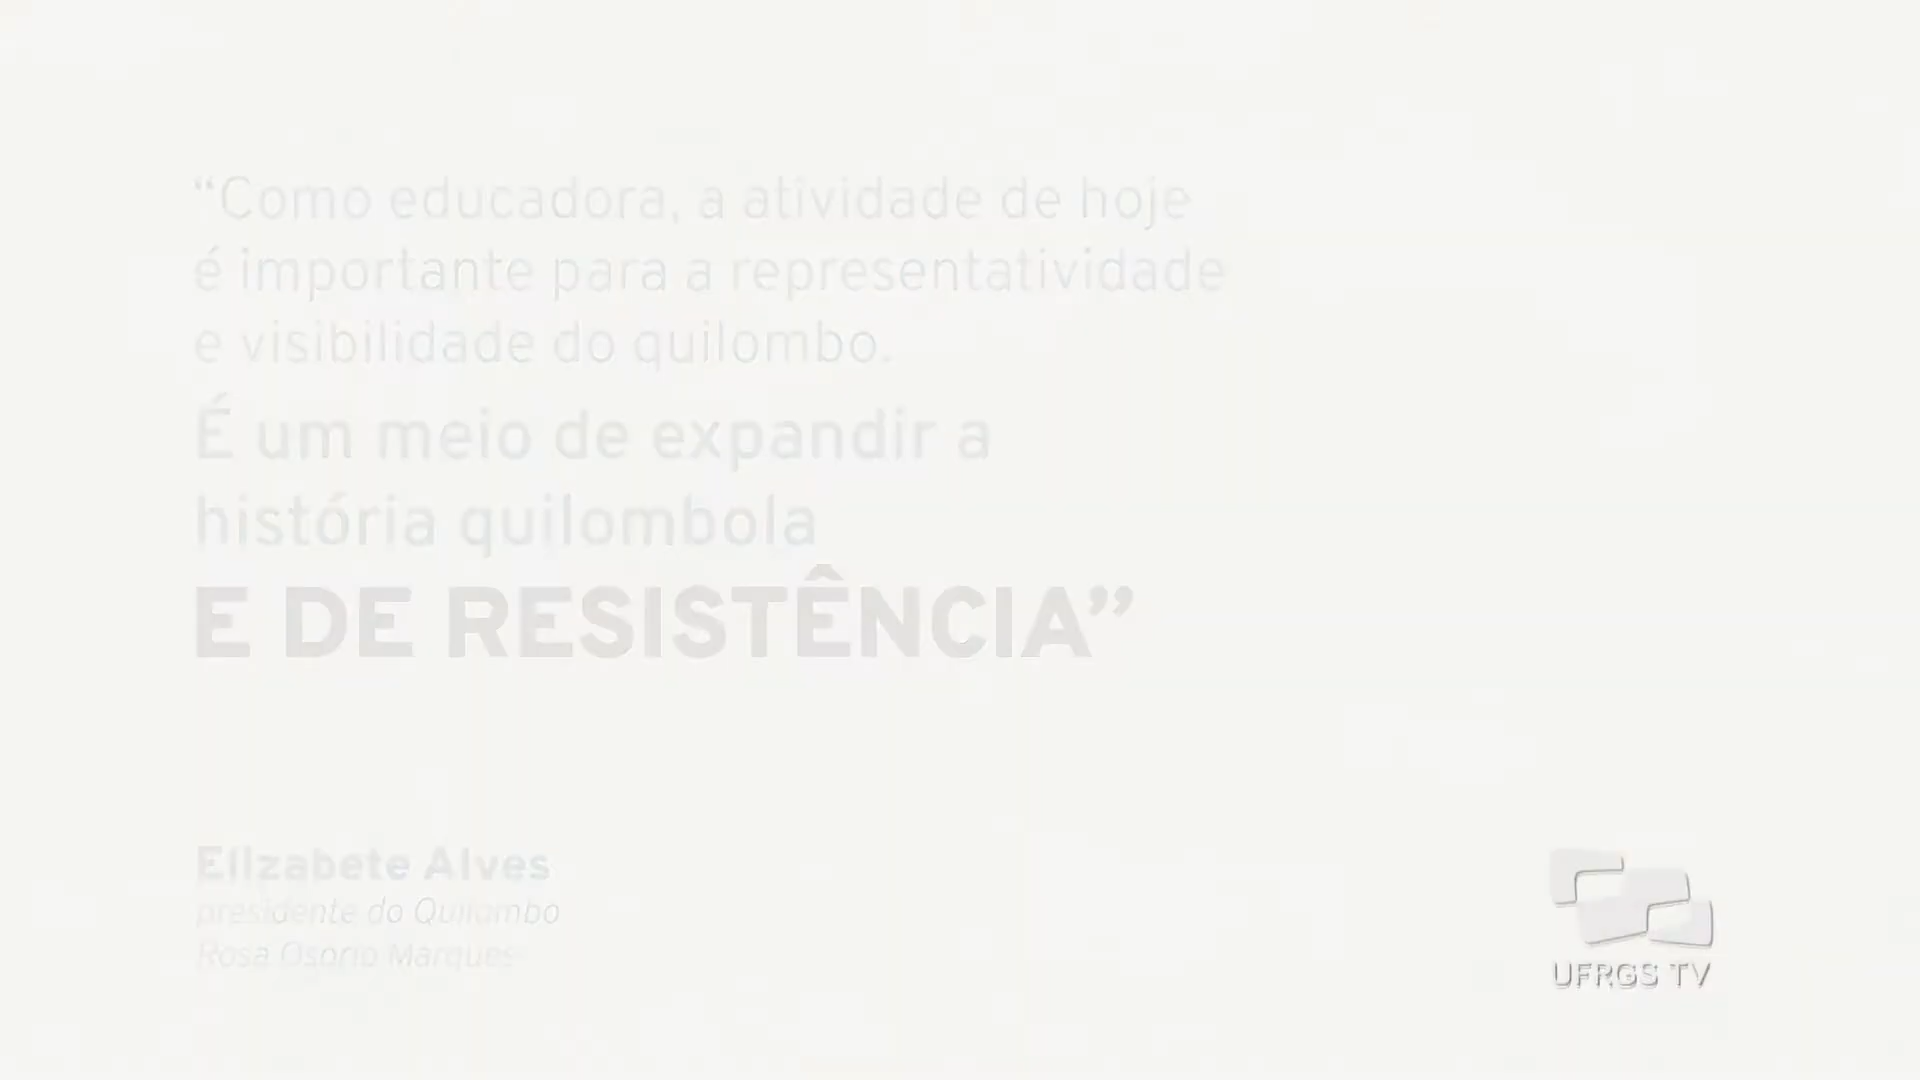 “Como educadora, a atividade de hoje
é importante para a representatividade
e visibilidade do quilombo.
É um meio de expandir a
história quilombola
E DE RESISTÊNCIA”
Elizabete Alves
presidente do Quilombo
Rosa Osorio Marques
UFRGS TV